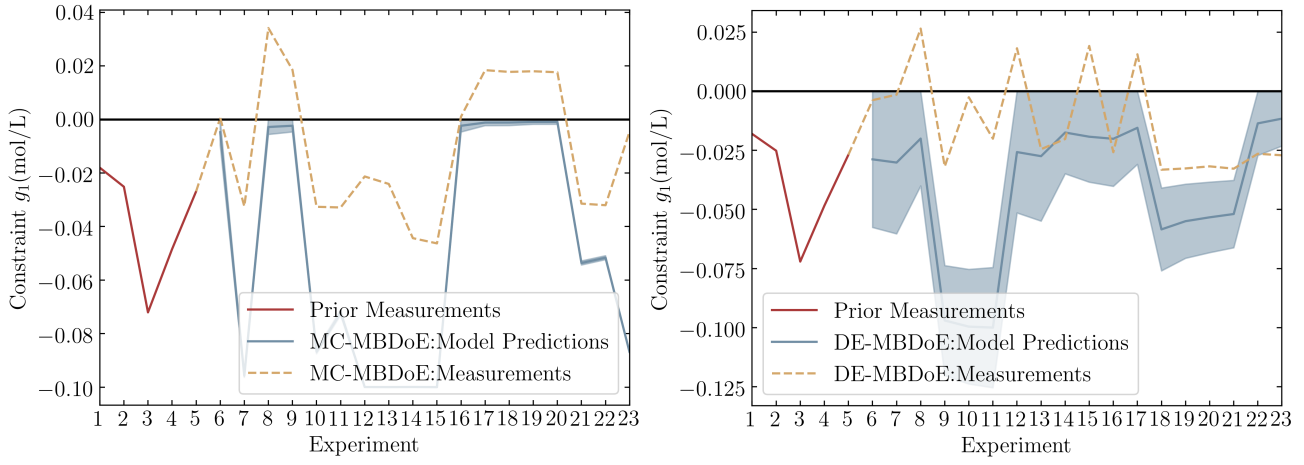 0.04
0.02
0.00
−0.02
−0.04
−0.06
−0.08
−0.10
Constraint g₁(mol/L)
Prior Measurements
MC-MBDoE:Model Predictions
MC-MBDoE:Measurements
1 2 3 4 5 6 7 8 9 10 11 12 13 14 15 16 17 18 19 20 21 22 23
Experiment
0.025
0.000
−0.025
−0.050
−0.075
−0.100
−0.125
Constraint g₁(mol/L)
Prior Measurements
DE-MBDoE:Model Predictions
DE-MBDoE:Measurements
1 2 3 4 5 6 7 8 9 10 11 12 13 14 15 16 17 18 19 20 21 22 23
Experiment